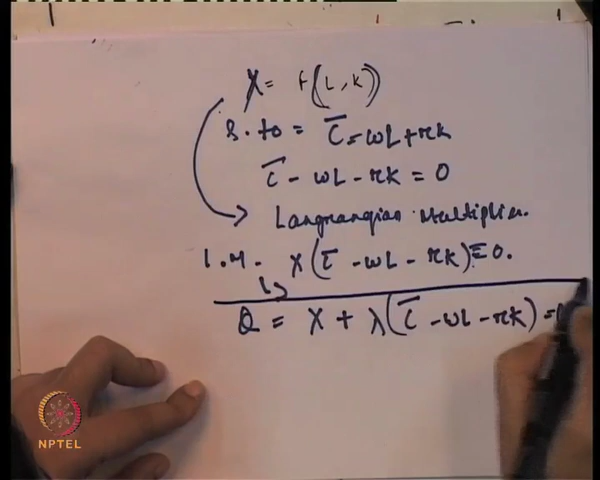 X = f(L, K)
S. to = C̅ = wL + rK
C̅ - wL - rK = 0
Langrangian Multiplier.
L.M. λ(C̅ - wL - rK) = 0.
Q = X + λ(C̅ - wL - rK) =
NPTEL